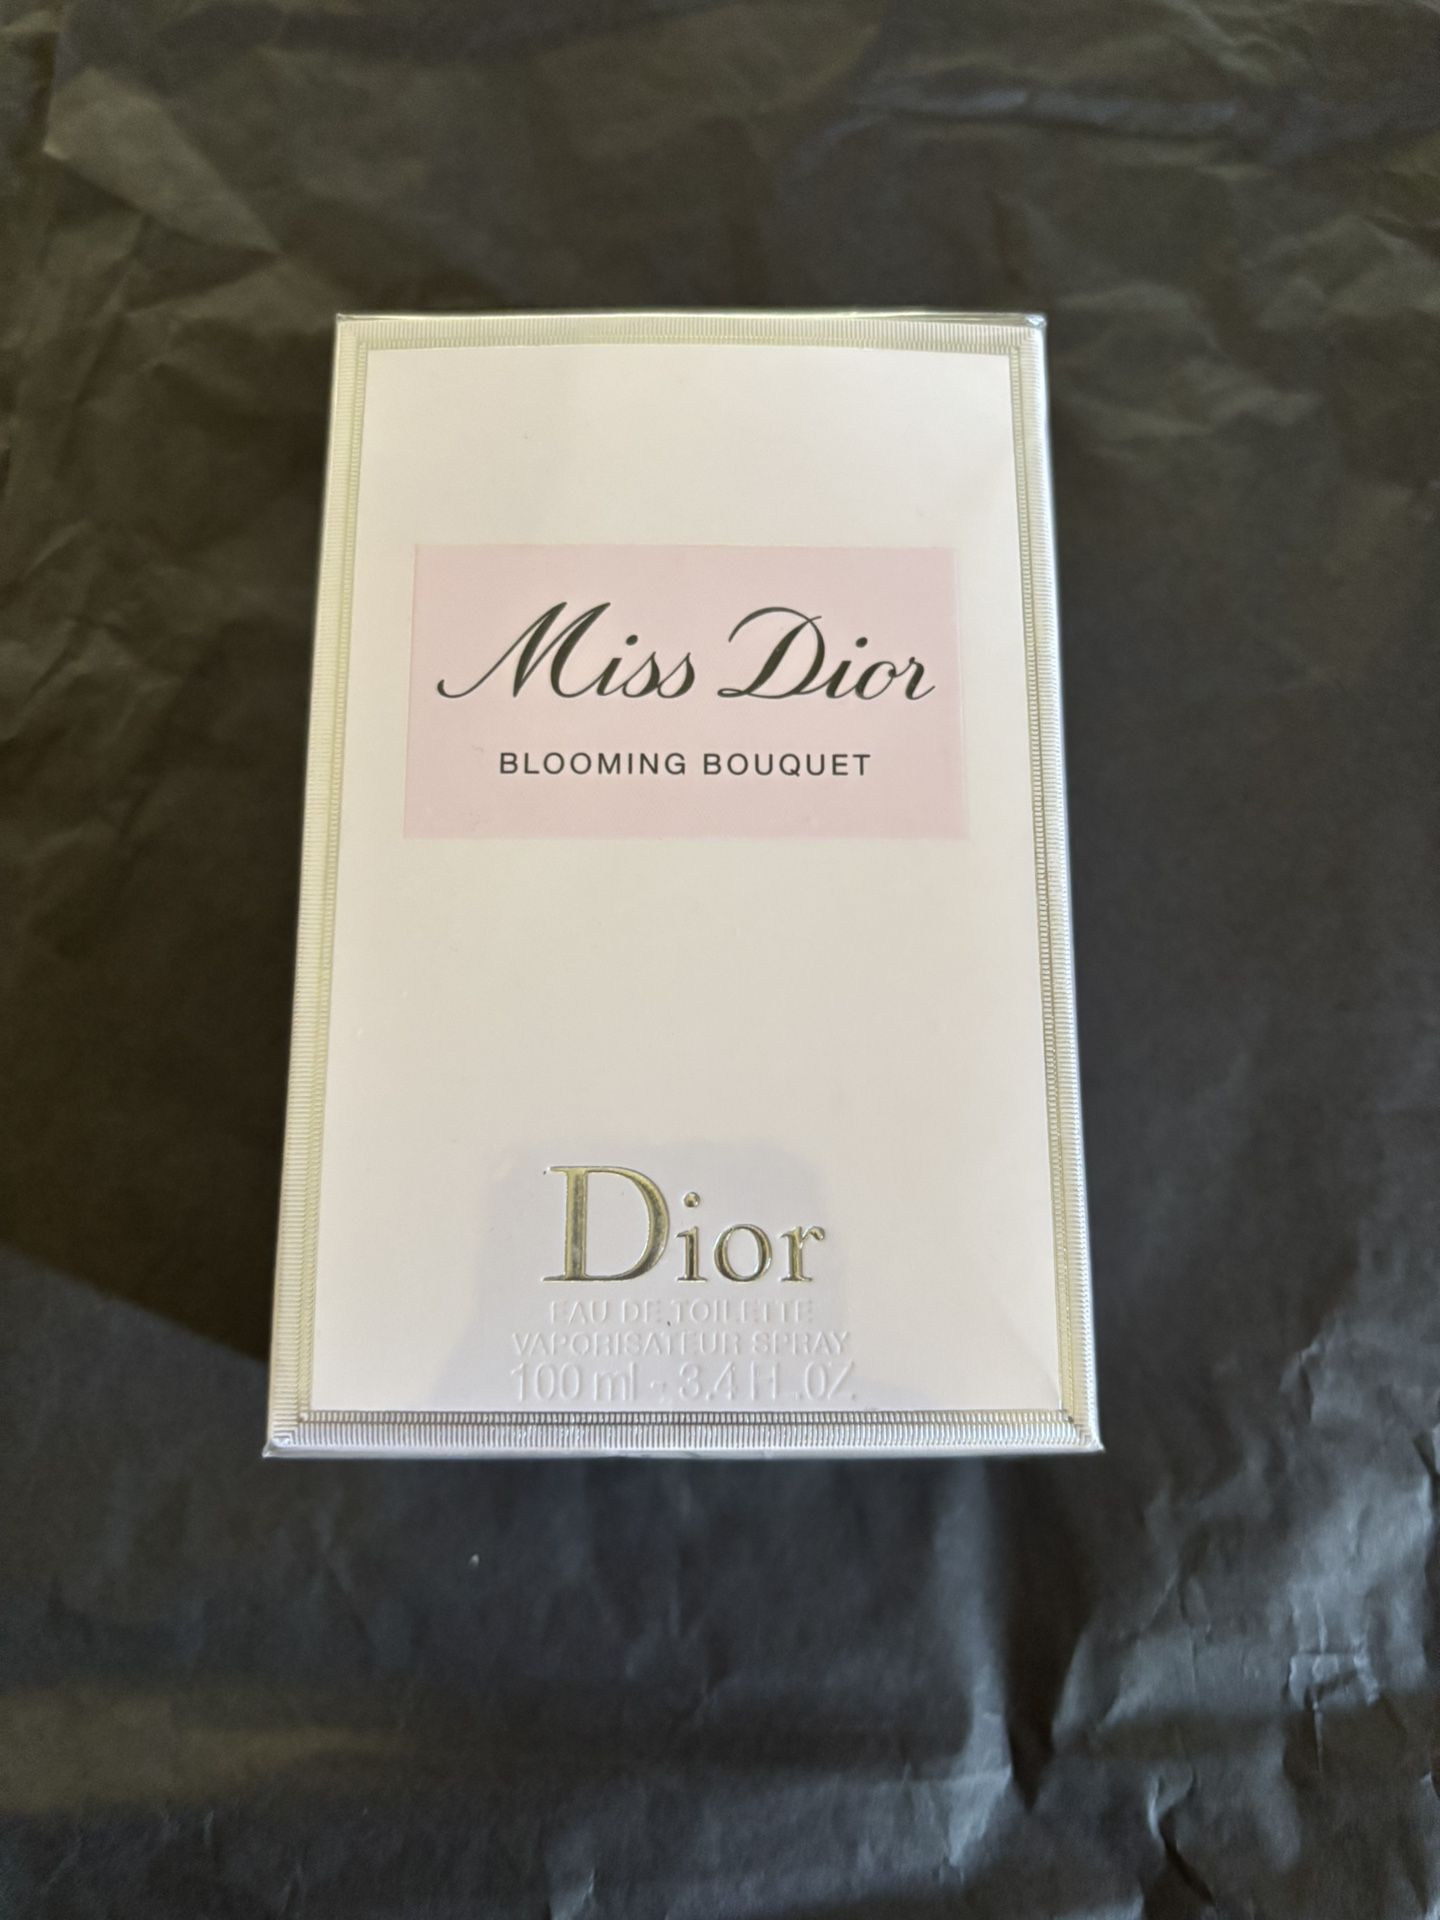 Miss Dior
BLOOMING BOUQUET
Dior
EAU DE TOILETTE
VAPORISATEUR SPRAY
100 ml - 3.4 FL.OZ.